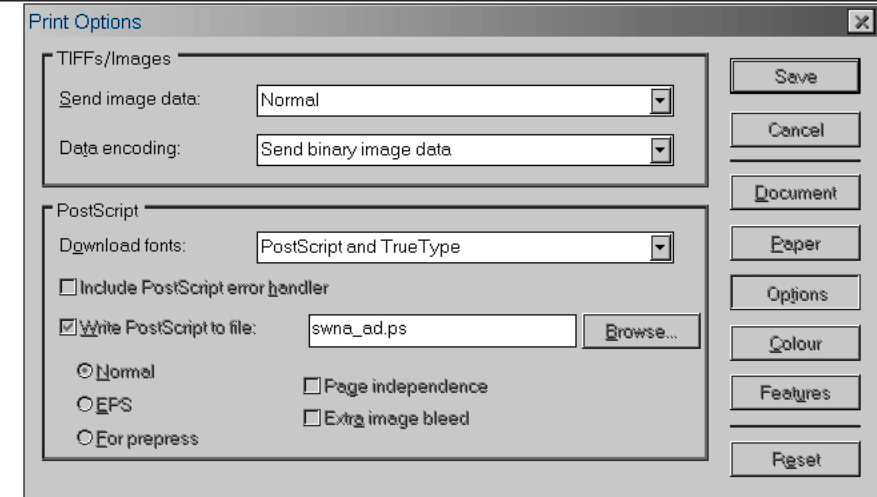 Print Options
TIFFs/Images
Send image data: Normal
Data encoding: Send binary image data
PostScript
Download fonts: PostScript and TrueType
Include PostScript error handler
Write PostScript to file: swna_ad.ps Browse...
Normal
EPS
For prepress
Page independence
Extra image bleed
Save
Cancel
Document
Paper
Options
Colour
Features
Reset